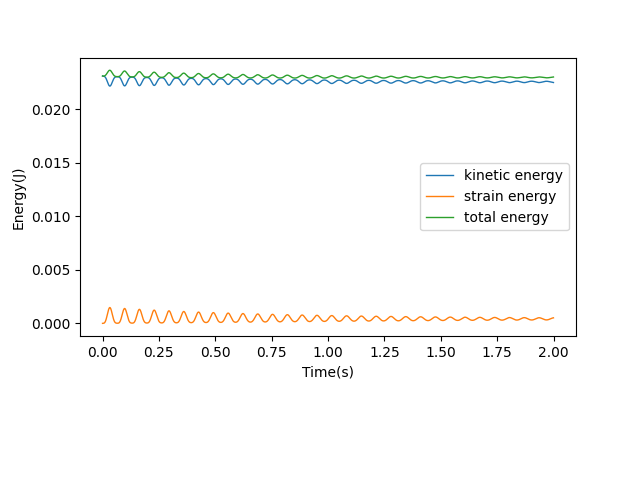 Energy(J)
0.020
0.015
0.010
0.005
0.000
kinetic energy
strain energy
total energy
0.00 0.25 0.50 0.75 1.00 1.25 1.50 1.75 2.00
Time(s)